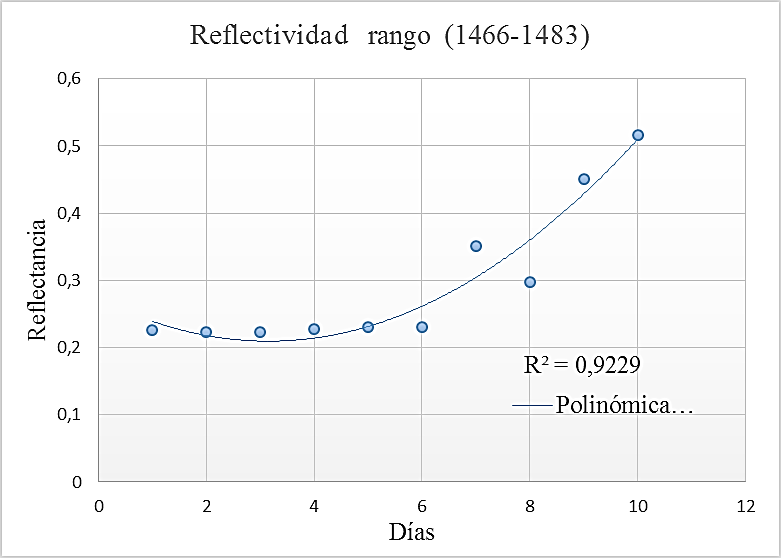 Reflectividad rango (1466-1483)
Reflectancia
0,6
0,5
0,4
0,3
0,2
0,1
0
R² = 0,9229
Polinómica…
0 2 4 6 8 10 12
Días